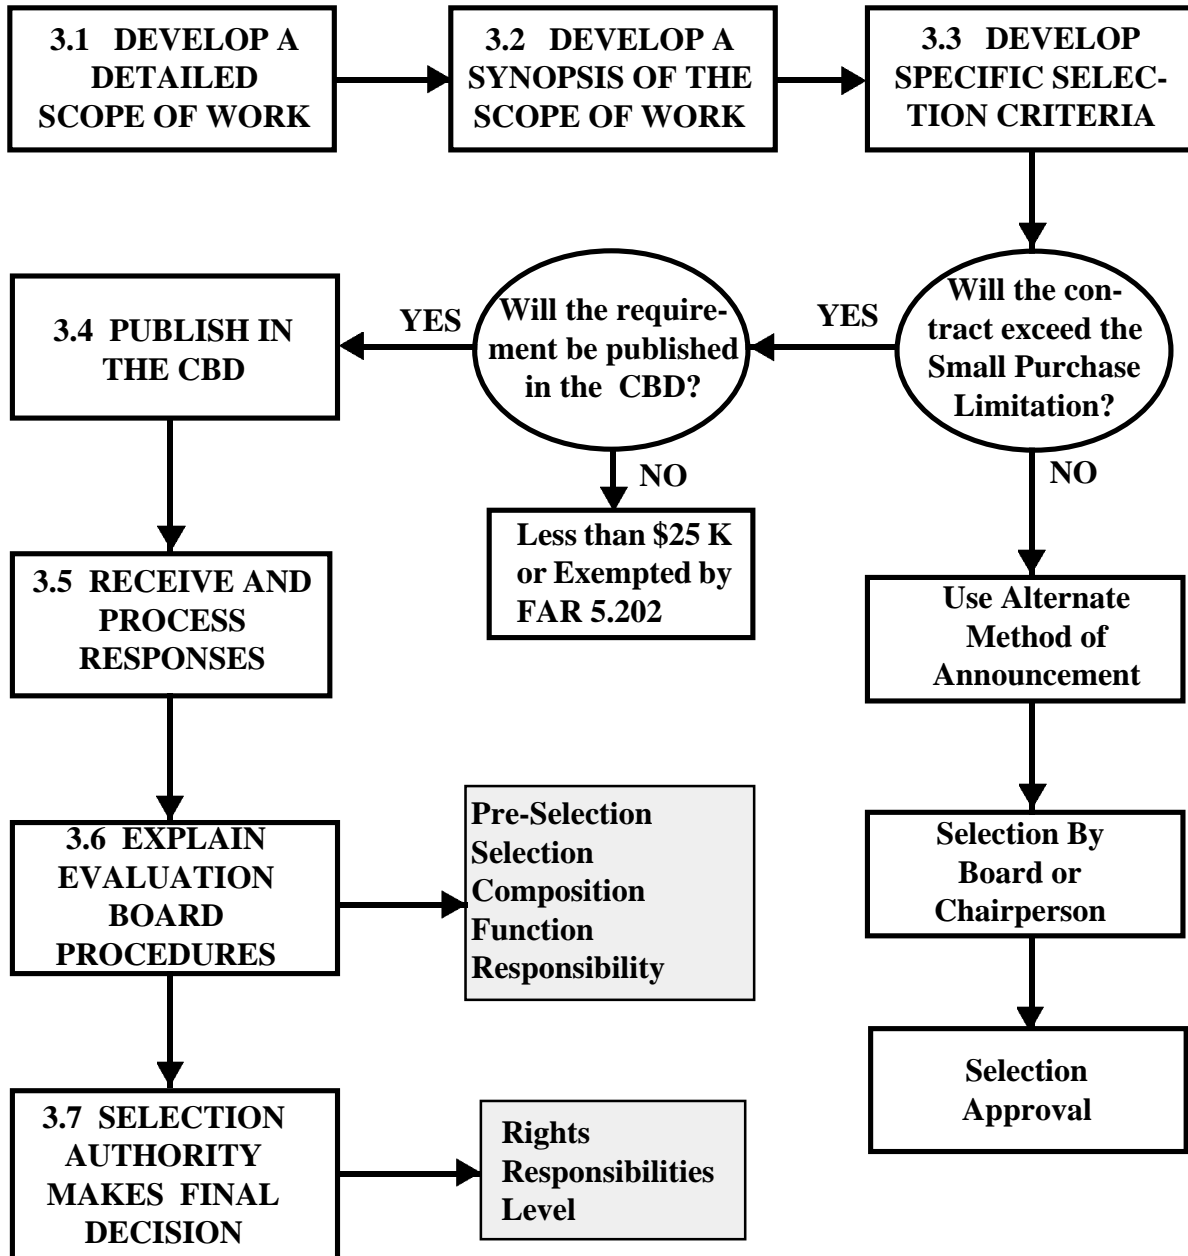 3.1 DEVELOP A
DETAILED
SCOPE OF WORK
3.2 DEVELOP A
SYNOPSIS OF THE
SCOPE OF WORK
3.3 DEVELOP
SPECIFIC SELEC-
TION CRITERIA
Will the con-
tract exceed the
Small Purchase
Limitation?
YES
NO
Will the require-
ment be published
in the CBD?
YES
NO
3.4 PUBLISH IN
THE CBD
Less than $25 K
or Exempted by
FAR 5.202
3.5 RECEIVE AND
PROCESS
RESPONSES
Use Alternate
Method of
Announcement
3.6 EXPLAIN
EVALUATION
BOARD
PROCEDURES
Pre-Selection
Selection
Composition
Function
Responsibility
Selection By
Board or
Chairperson
Selection
Approval
3.7 SELECTION
AUTHORITY
MAKES FINAL
DECISION
Rights
Responsibilities
Level